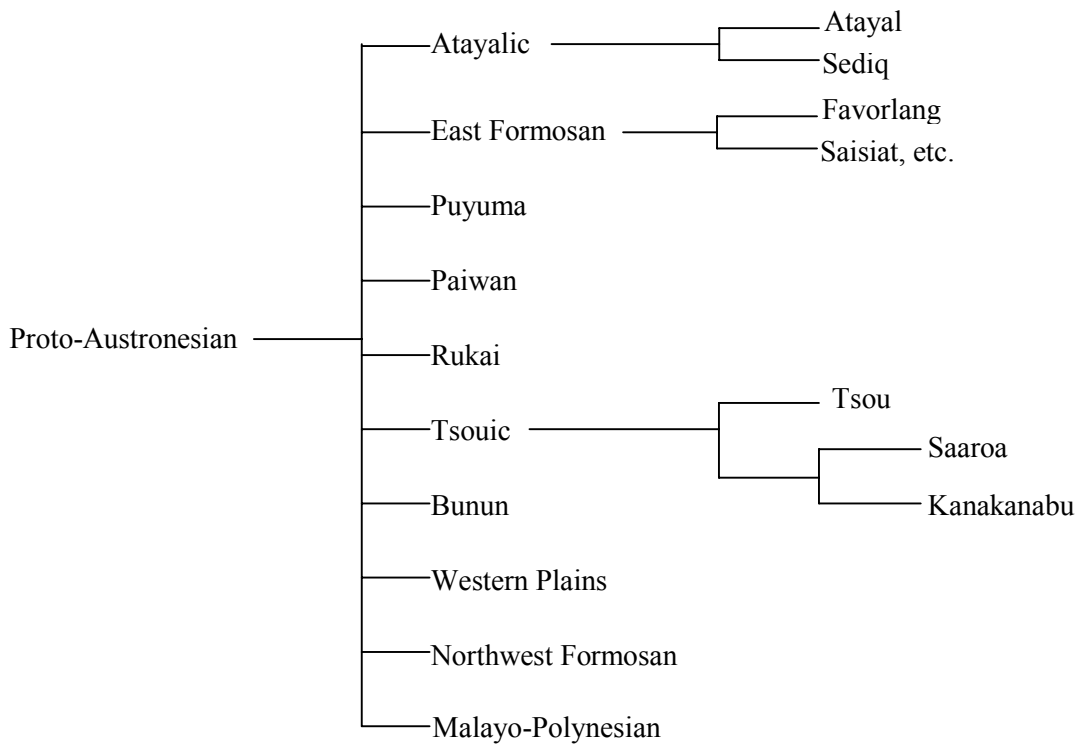 Atayal
Atayalic
Sediq
Favorlang
East Formosan
Saisiat, etc.
Puyuma
Paiwan
Proto-Austronesian
Rukai
Tsou
Tsouic
Saaroa
Bunun
Kanakanabu
Western Plains
Northwest Formosan
Malayo-Polynesian